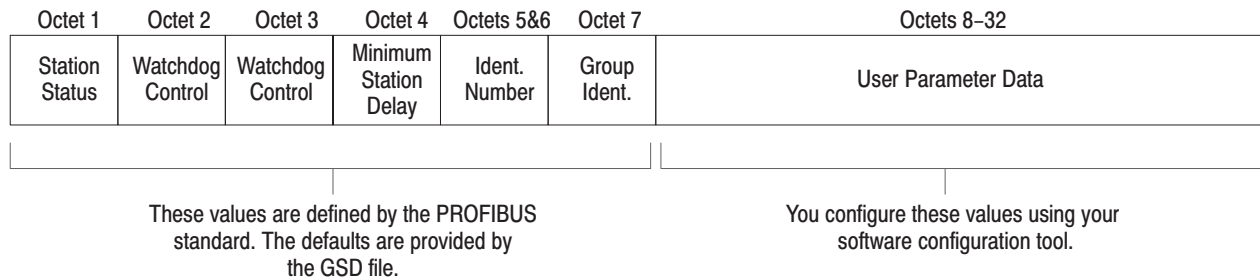 Octet 1 Octet 2 Octet 3 Octet 4 Octets 5&6 Octet 7 Octets 8–32
Station
Status
Watchdog
Control
Watchdog
Control
Minimum
Station
Delay
Ident.
Number
Group
Ident.
User Parameter Data
These values are defined by the PROFIBUS
standard. The defaults are provided by
the GSD file.
You configure these values using your
software configuration tool.